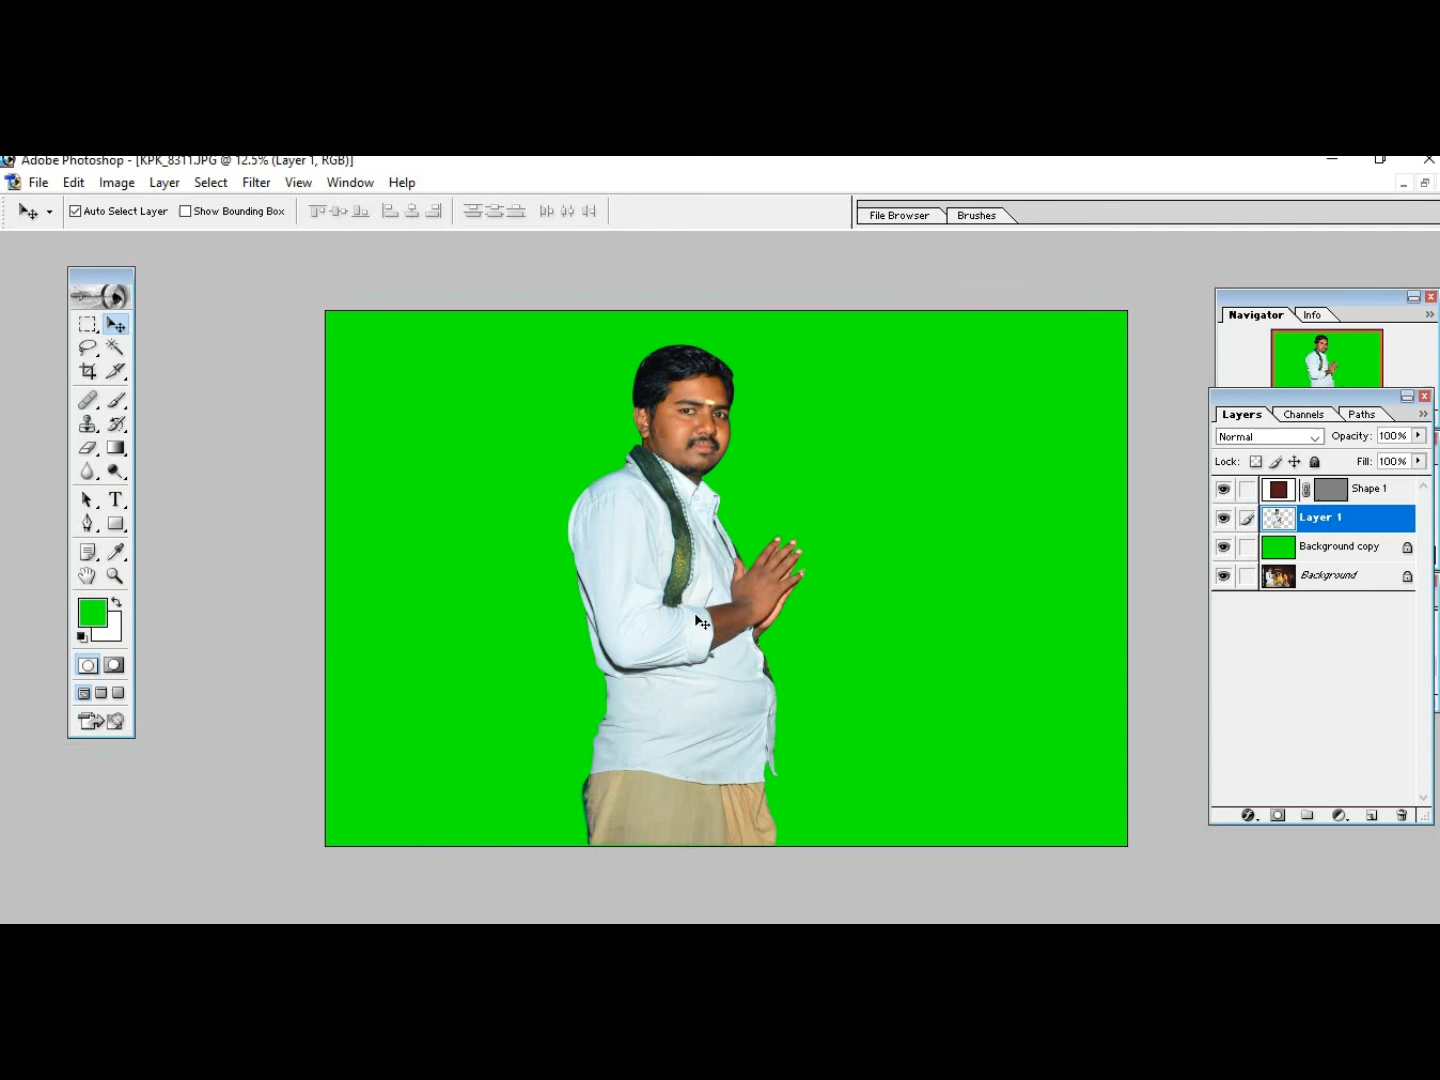 Adobe Photoshop - [KPK_8311.JPG @ 12.5% (Layer 1, RGB)]
File Edit Image Layer Select Filter View Window Help
Auto Select Layer Show Bounding Box File Browser Brushes
Navigator Info
Layers Channels Paths
Normal Opacity: 100%
Lock: Fill: 100%
Shape 1
Layer 1
Background copy
Background